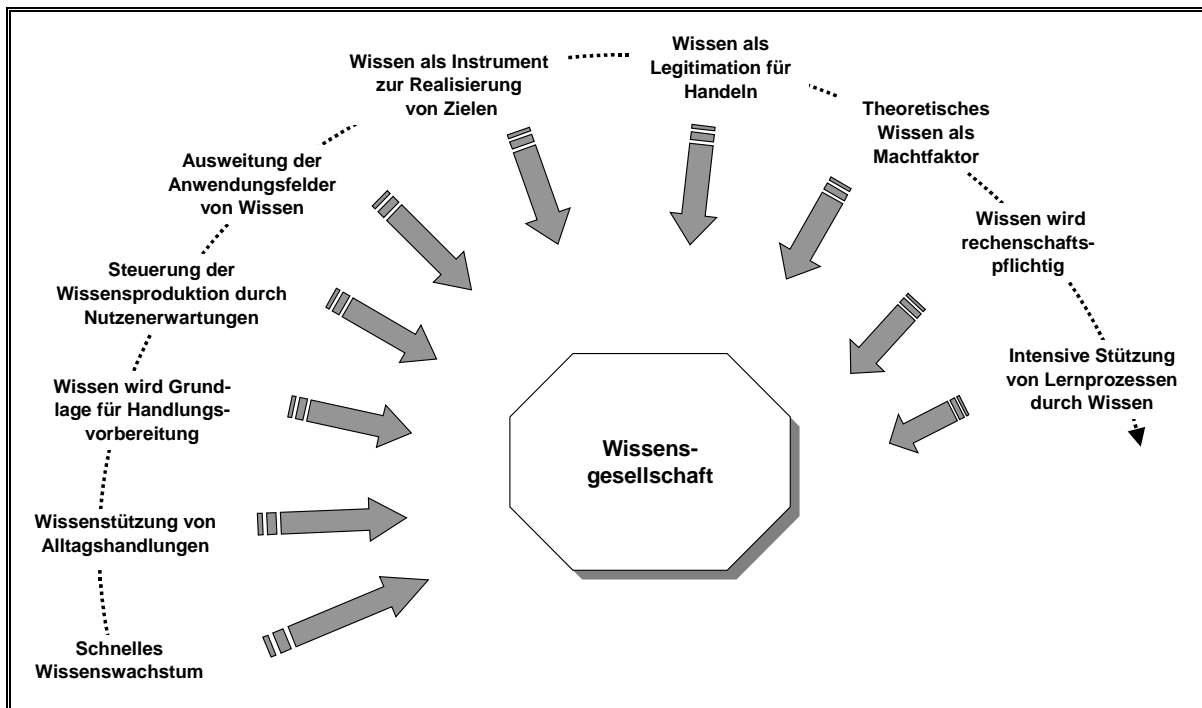 Wissen als Instrument
zur Realisierung
von Zielen
Wissen als
Legitimation für
Handeln
Theoretisches
Wissen als
Machtfaktor
Ausweitung der
Anwendungsfelder
von Wissen
Wissen wird
rechenschafts-
pflichtig
Steuerung der
Wissensproduktion durch
Nutzenerwartungen
Intensive Stützung
von Lernprozessen
durch Wissen
Wissen wird Grund-
lage für Handlungs-
vorbereitung
Wissens-
gesellschaft
Wissenstützung von
Alltagshandlungen
Schnelles
Wissenswachstum